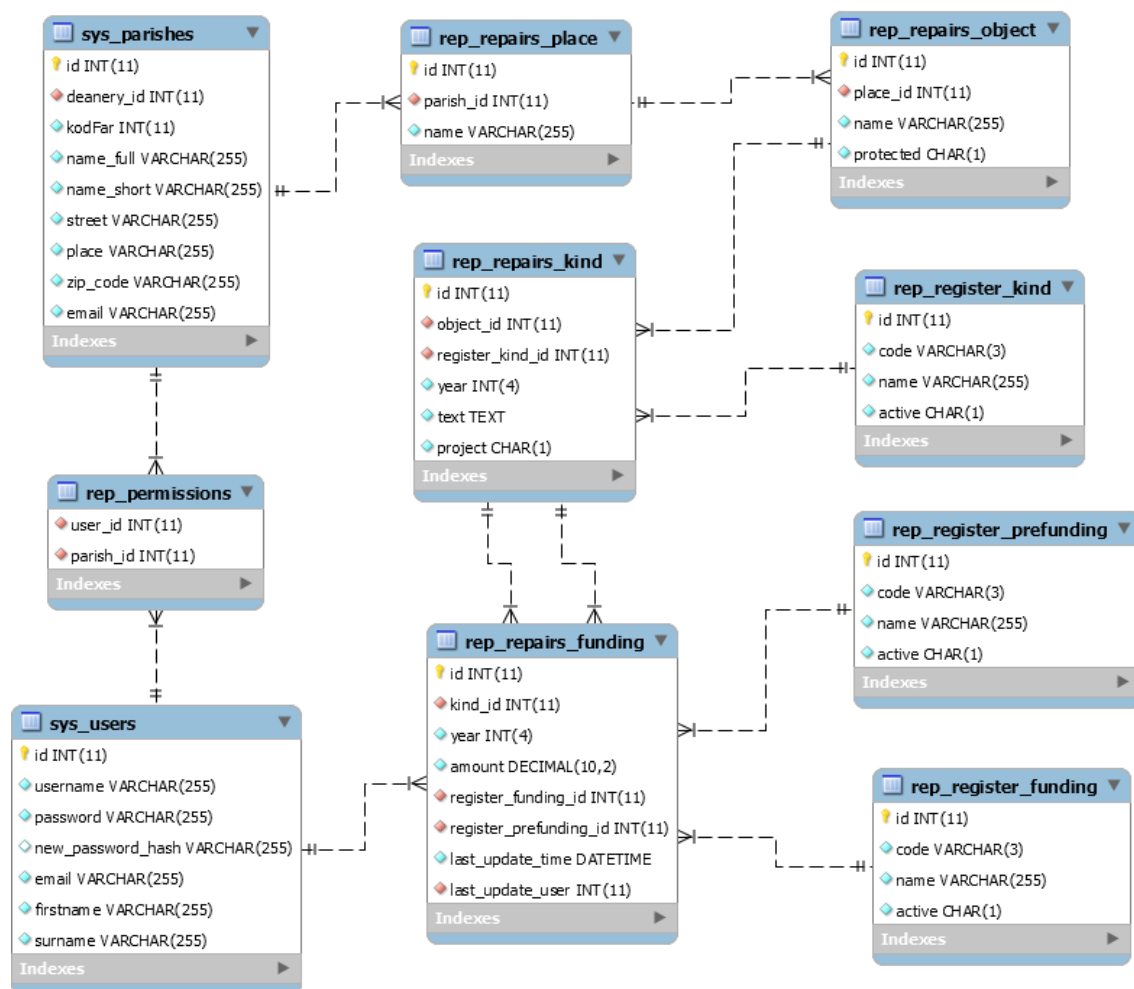 sys_parishes
id INT(11)
deanery_id INT(11)
kodFar INT(11)
name_full VARCHAR(255)
name_short VARCHAR(255)
street VARCHAR(255)
place VARCHAR(255)
zip_code VARCHAR(255)
email VARCHAR(255)
Indexes
rep_repairs_place
id INT(11)
parish_id INT(11)
name VARCHAR(255)
Indexes
rep_repairs_object
id INT(11)
place_id INT(11)
name VARCHAR(255)
protected CHAR(1)
Indexes
rep_repairs_kind
id INT(11)
object_id INT(11)
register_kind_id INT(11)
year INT(4)
text TEXT
project CHAR(1)
Indexes
rep_register_kind
id INT(11)
code VARCHAR(3)
name VARCHAR(255)
active CHAR(1)
Indexes
rep_permissions
user_id INT(11)
parish_id INT(11)
Indexes
rep_register_prefunding
id INT(11)
code VARCHAR(3)
name VARCHAR(255)
active CHAR(1)
Indexes
sys_users
id INT(11)
username VARCHAR(255)
password VARCHAR(255)
new_password_hash VARCHAR(255)
email VARCHAR(255)
firstname VARCHAR(255)
surname VARCHAR(255)
Indexes
rep_repairs_funding
id INT(11)
kind_id INT(11)
year INT(4)
amount DECIMAL(10,2)
register_funding_id INT(11)
register_prefunding_id INT(11)
last_update_time DATETIME
last_update_user INT(11)
Indexes
rep_register_funding
id INT(11)
code VARCHAR(3)
name VARCHAR(255)
active CHAR(1)
Indexes